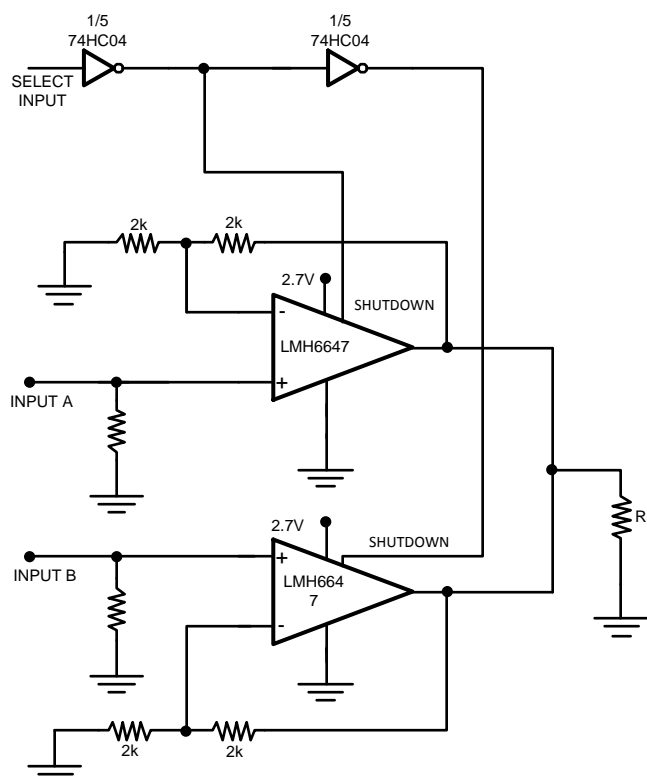 1/5
74HC04
1/5
74HC04
SELECT
INPUT
2k
2k
2.7V
SHUTDOWN
-
LMH6647
+
INPUT A
2.7V
SHUTDOWN
+
INPUT B
LMH664
7
-
R
2k
2k